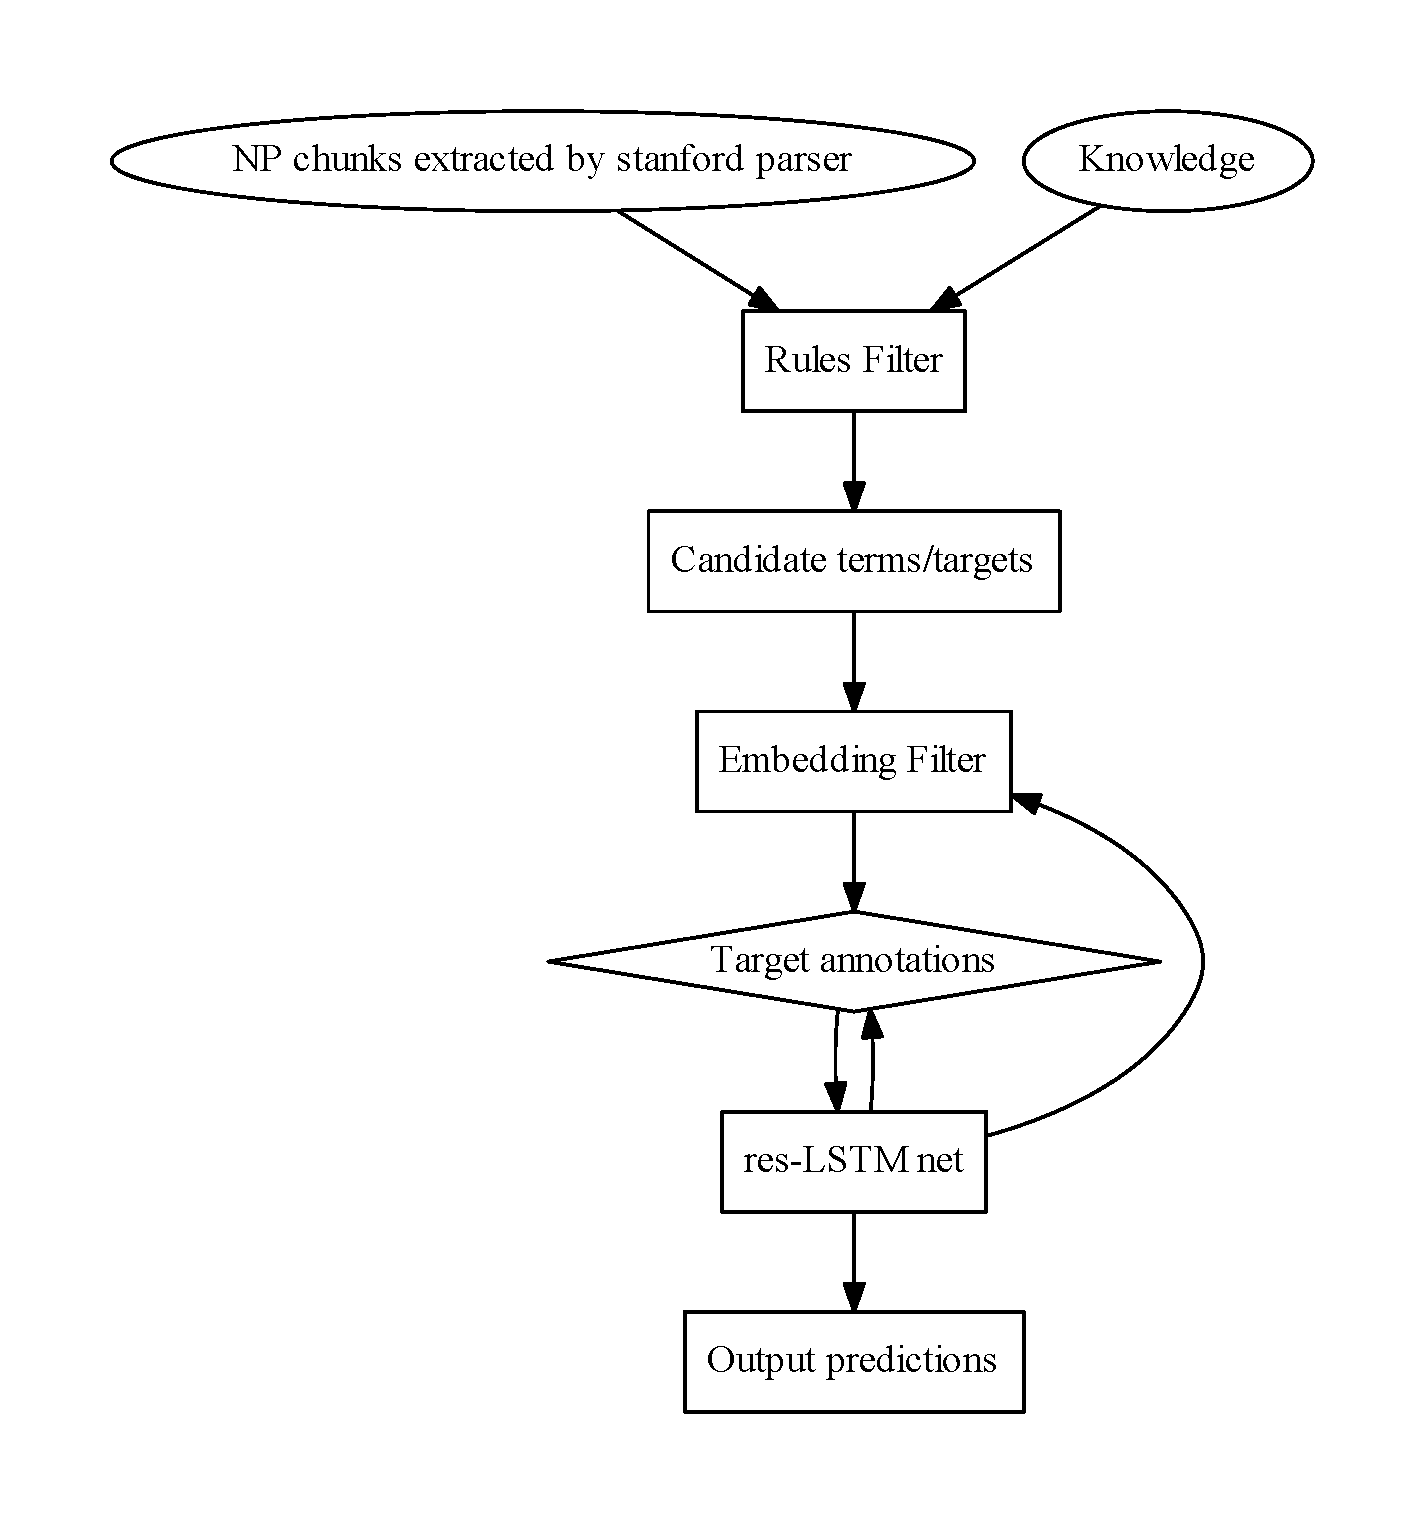 NP chunks extracted by stanford parser
Knowledge
Rules Filter
Candidate terms/targets
Embedding Filter
Target annotations
res-LSTM net
Output predictions